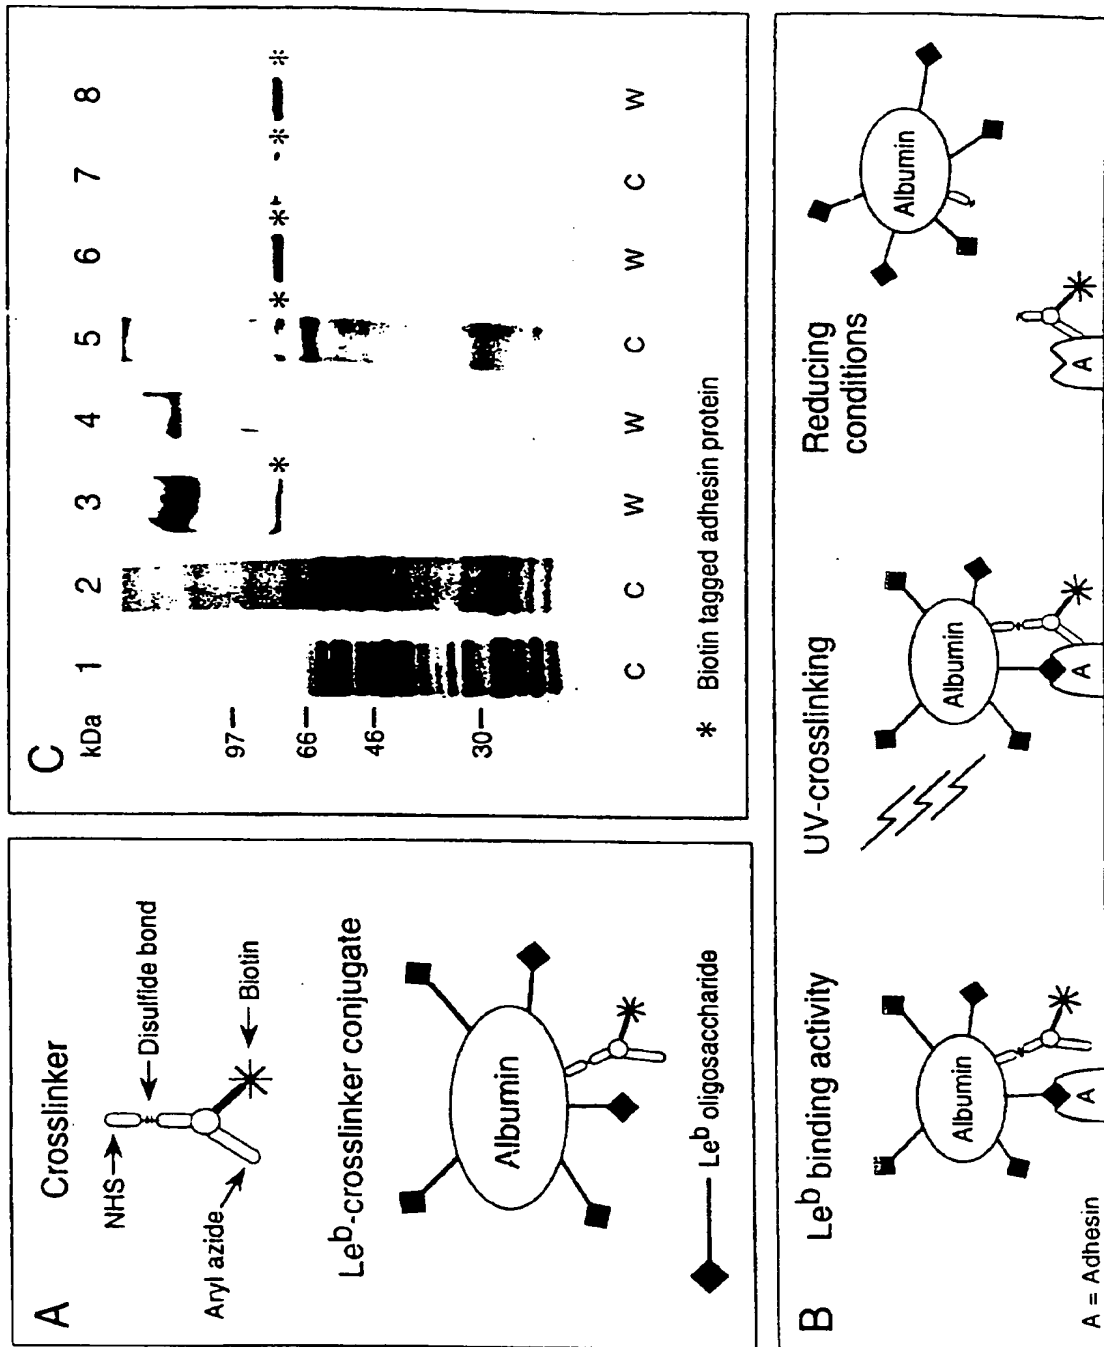 A
Crosslinker
NHS
Disulfide bond
Aryl azide
Biotin
Le^b-crosslinker conjugate
Albumin
Le^b oligosaccharide
C
kDa
1 2 3 4 5 6 7 8
97
66
46
30
* * * * *
C C W W C W C W
* Biotin tagged adhesin protein
B
Le^b binding activity
UV-crosslinking
Reducing
conditions
Albumin
Albumin
Albumin
A
A
A
A = Adhesin